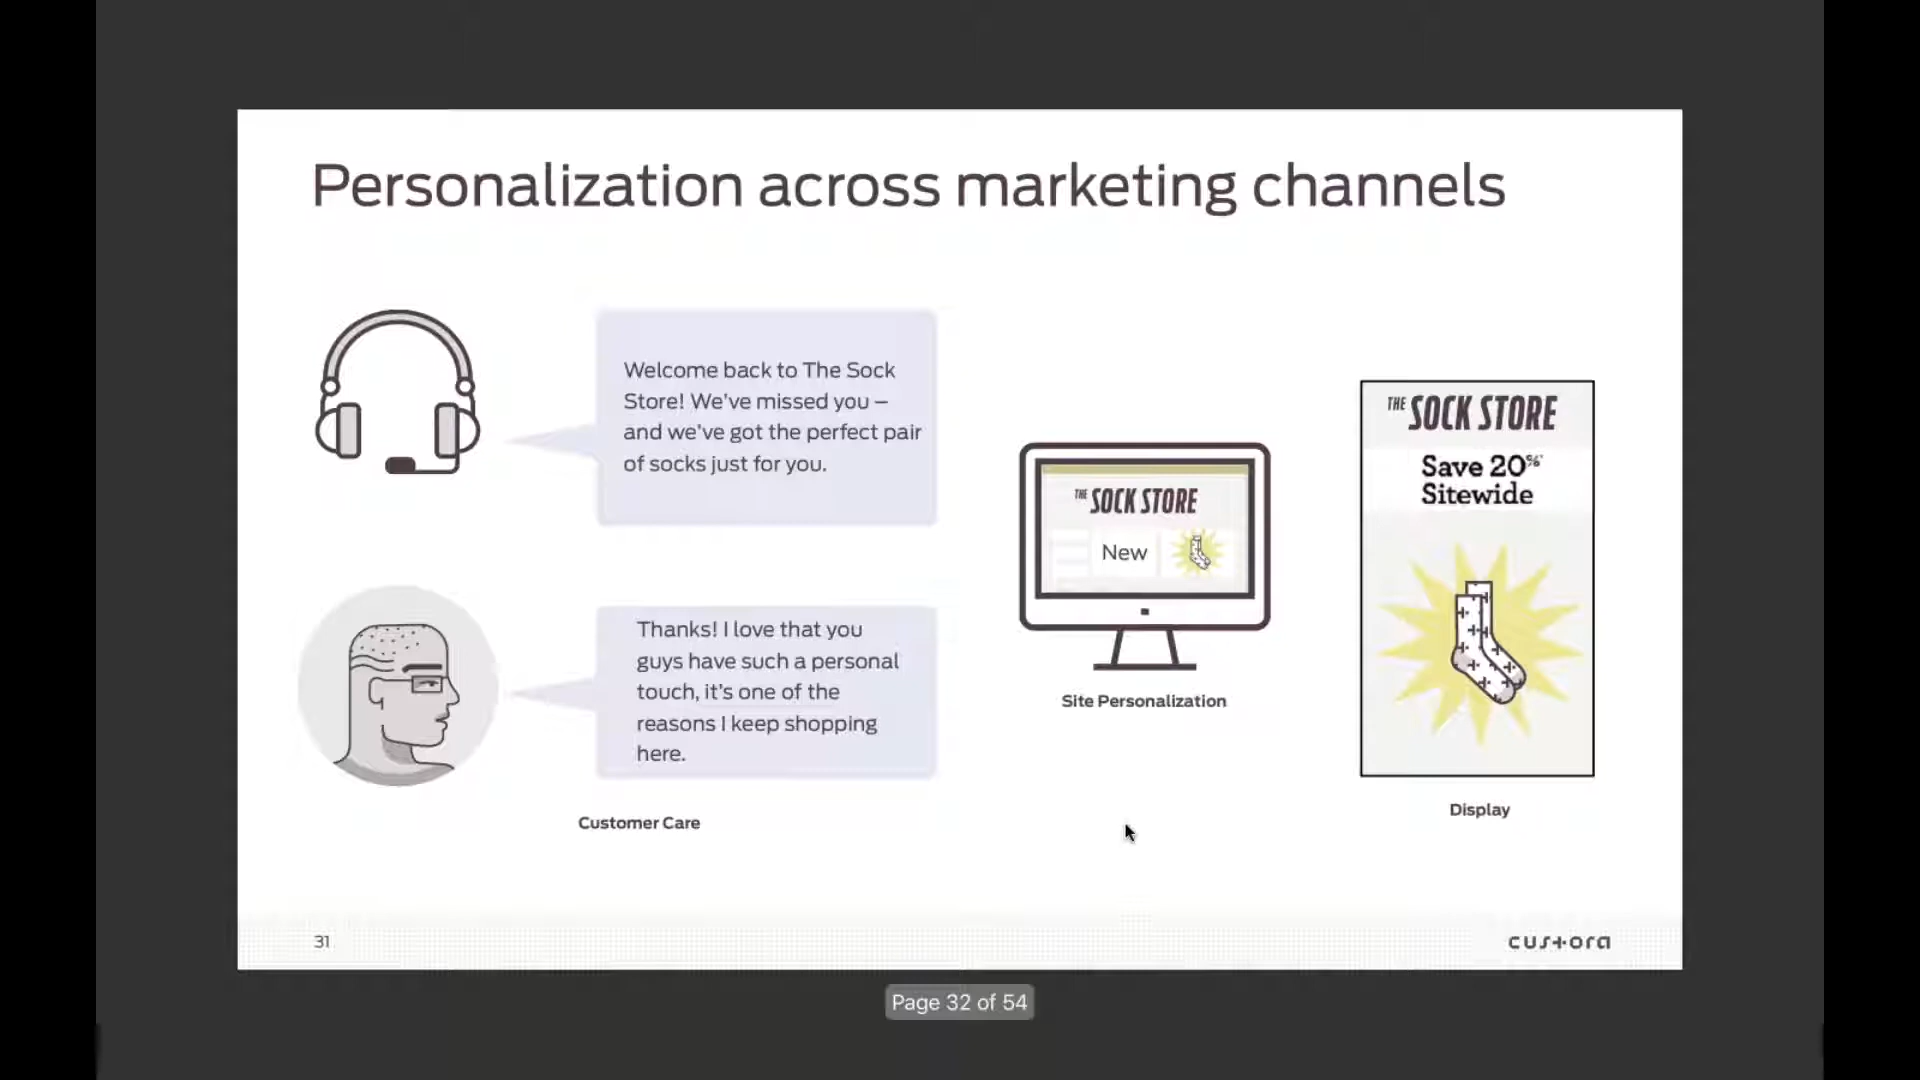 Personalization across marketing channels
Welcome back to The Sock
Store! We've missed you –
and we've got the perfect pair
of socks just for you.
Thanks! I love that you
guys have such a personal
touch, it's one of the
reasons I keep shopping
here.
Customer Care
THE SOCK STORE
New
Site Personalization
THE SOCK STORE
Save 20%
Sitewide
Display
31
custora
Page 32 of 54